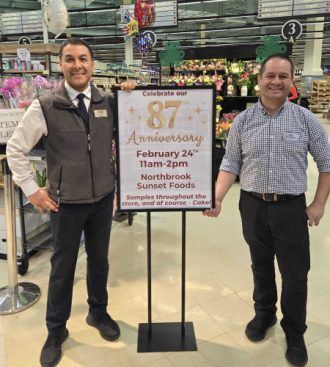 3
Celebrate our
87th
Anniversary
February 24TH
11am-2pm
Northbrook
Sunset Foods
Samples throughout the
store, and of course - Cake!